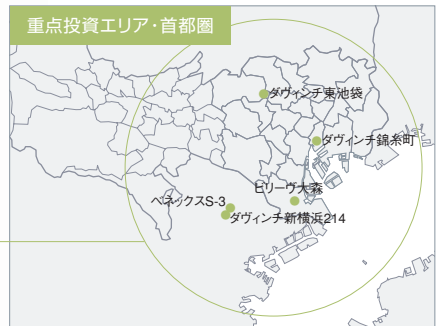 重点投資エリア・首都圏
ダヴィンチ東池袋
ダヴィンチ錦糸町
ビリーヴ大森
ベネックスS-3
ダヴィンチ新横浜214